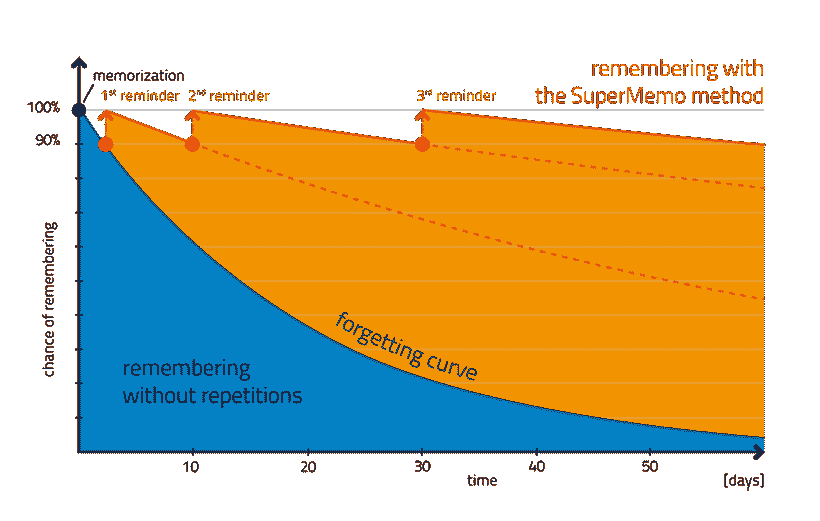 remembering with
the SuperMemo method
memorization
1st reminder
2nd reminder
3rd reminder
100%
90%
chance of remembering
forgetting curve
remembering
without repetitions
10
20
30
40
50
time
[days]